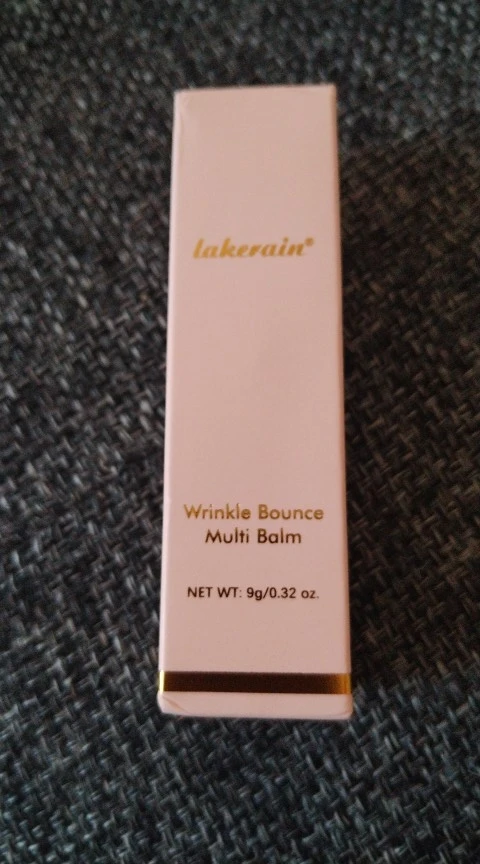 lakerain®
Wrinkle Bounce
Multi Balm
NET WT: 9g/0.32 oz.